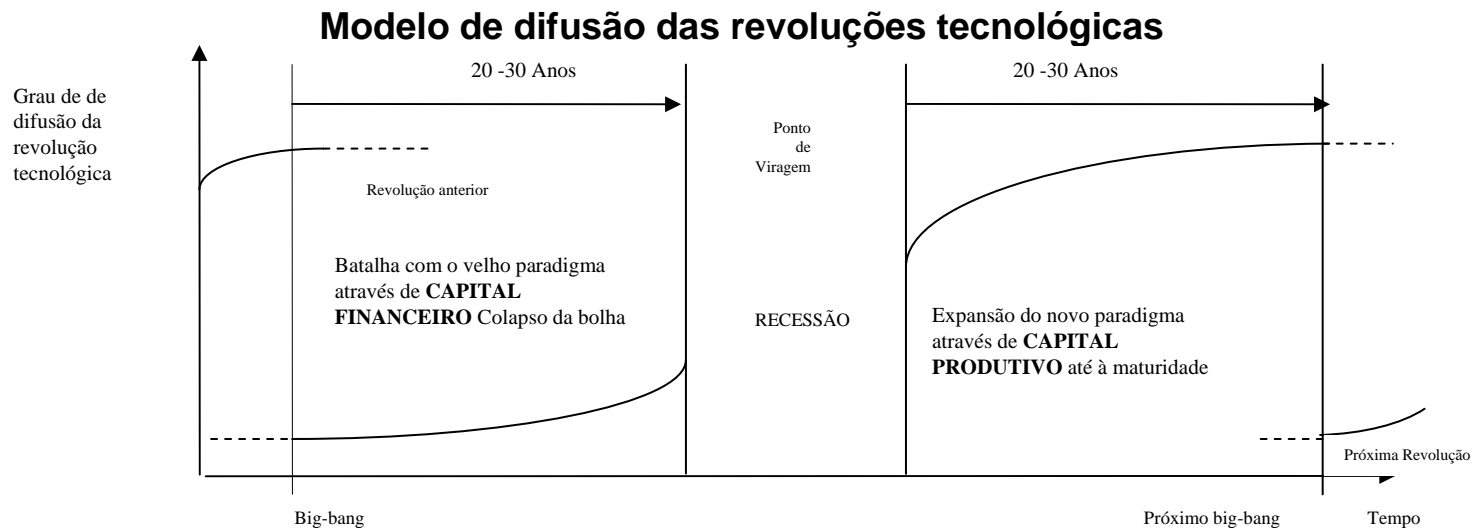 Modelo de difusão das revoluções tecnológicas
20 -30 Anos
20 -30 Anos
Grau de de
difusão da
revolução
tecnológica
Ponto
de
Viragem
Revolução anterior
Batalha com o velho paradigma
através de CAPITAL
FINANCEIRO Colapso da bolha
RECESSÃO
Expansão do novo paradigma
através de CAPITAL
PRODUTIVO até à maturidade
Próxima Revolução
Big-bang
Próximo big-bang
Tempo